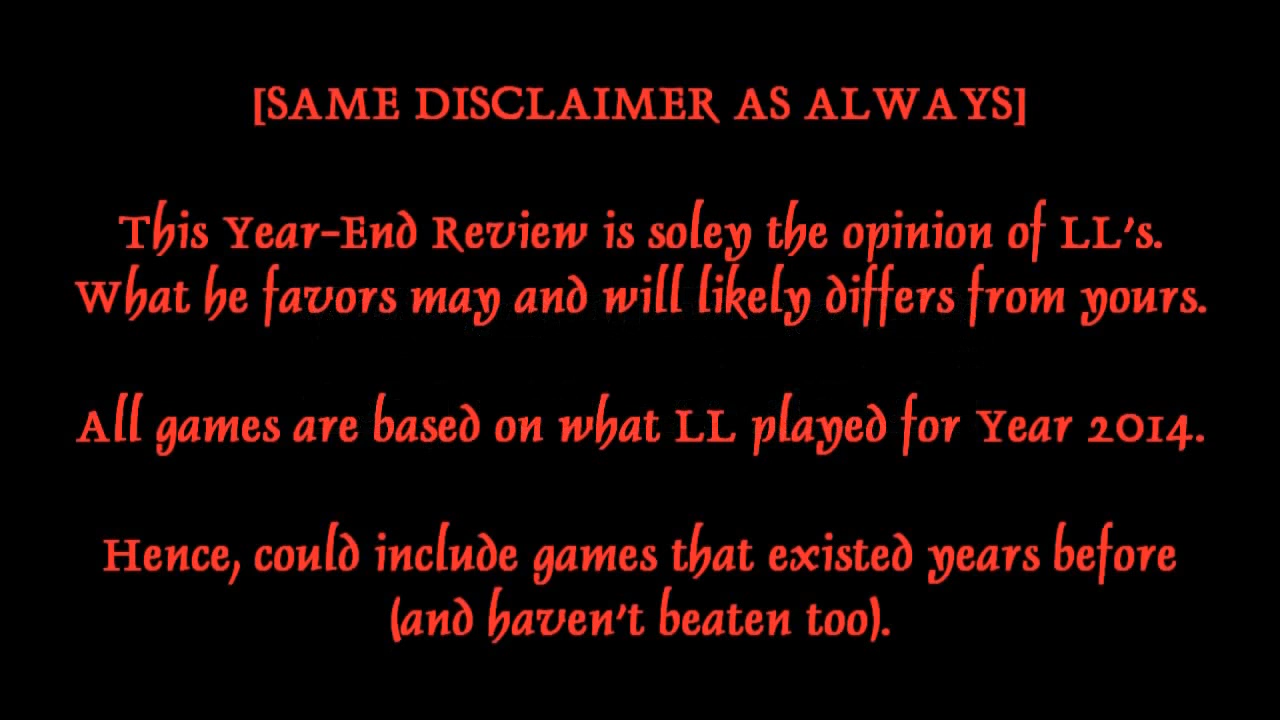 [SAME DISCLAIMER AS ALWAYS]
This Year-End Review is soley the opinion of LL's.
What he favors may and will likely differs from yours.
All games are based on what LL played for Year 2014.
Hence, could include games that existed years before
(and haven't beaten too).